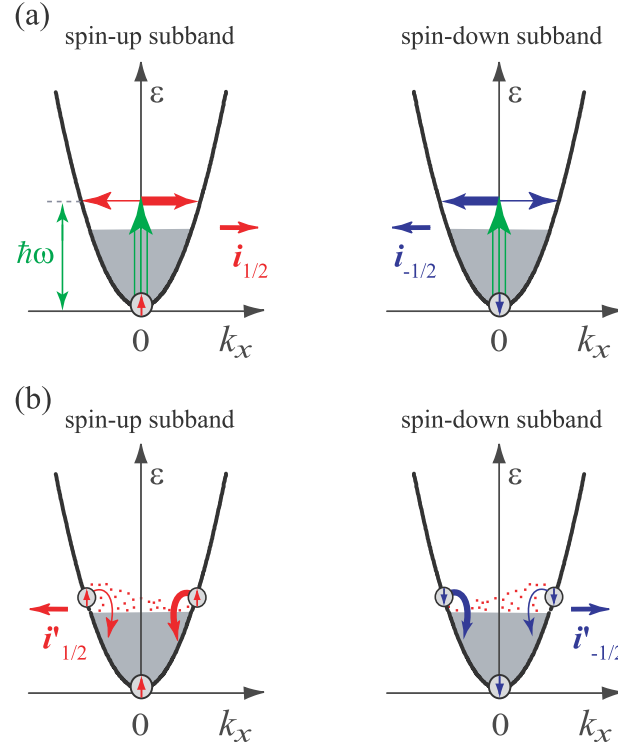 (a)
spin-up subband
spin-down subband
ε
ε
ħω
i1/2
i-1/2
0
kx
0
kx
(b)
spin-up subband
spin-down subband
ε
ε
i'1/2
i'-1/2
0
kx
0
kx